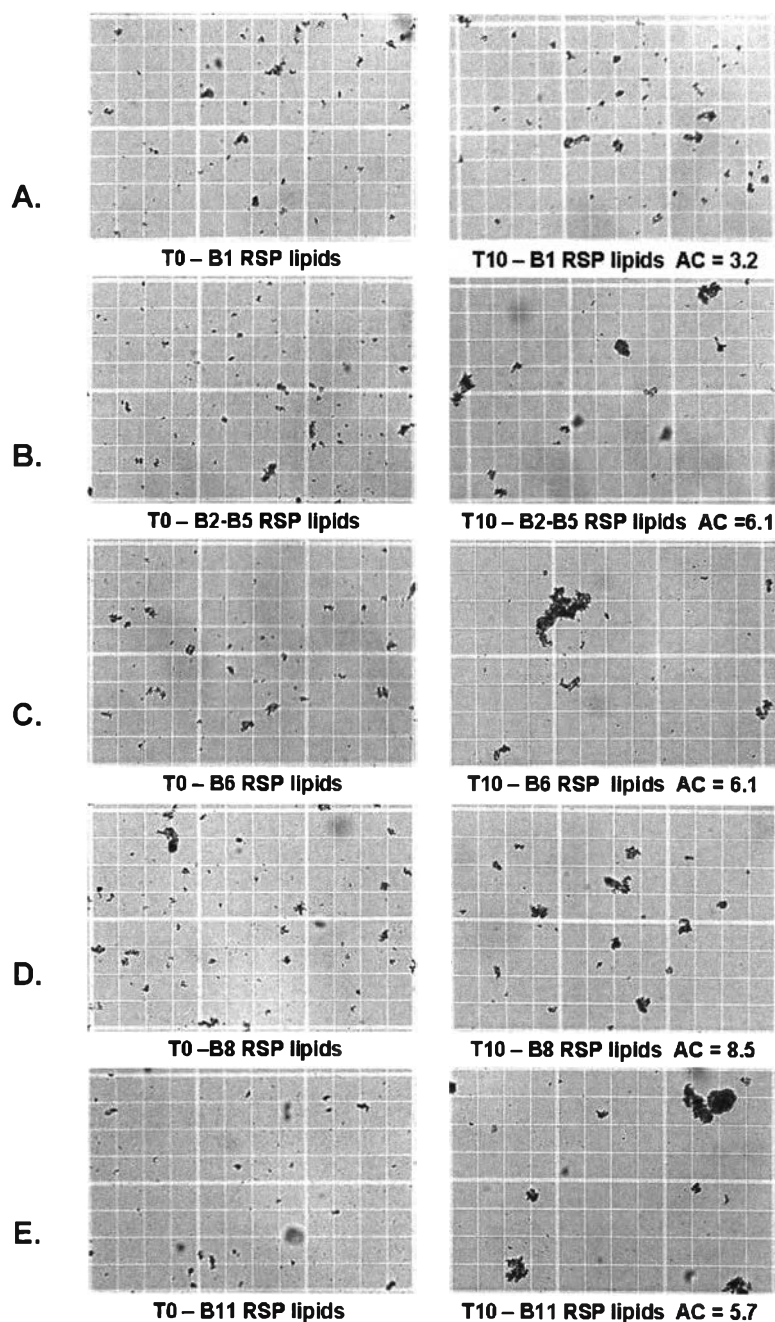 A.
T0 – B1 RSP lipids
T10 – B1 RSP lipids AC = 3.2
B.
T0 – B2-B5 RSP lipids
T10 – B2-B5 RSP lipids AC =6.1
C.
T0 – B6 RSP lipids
T10 – B6 RSP lipids AC = 6.1
D.
T0 –B8 RSP lipids
T10 – B8 RSP lipids AC = 8.5
E.
T0 – B11 RSP lipids
T10 – B11 RSP lipids AC = 5.7